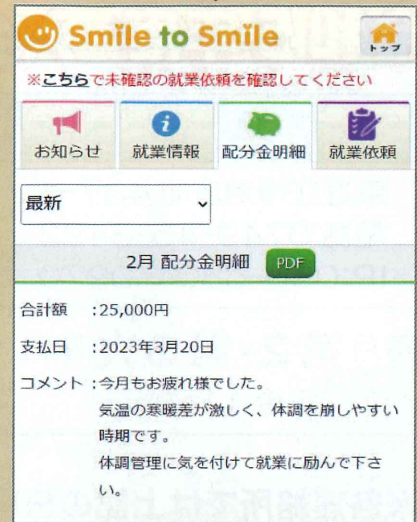 Smile to Smile
トップ
※こちらで未確認の就業依頼を確認してください
お知らせ
就業情報
配分金明細
就業依頼
最新
2月 配分金明細 PDF
合計額 :25,000円
支払日 :2023年3月20日
コメント :今月もお疲れ様でした。
気温の寒暖差が激しく、体調を崩しやすい
時期です。
体調管理に気を付けて就業に励んで下さ
い。